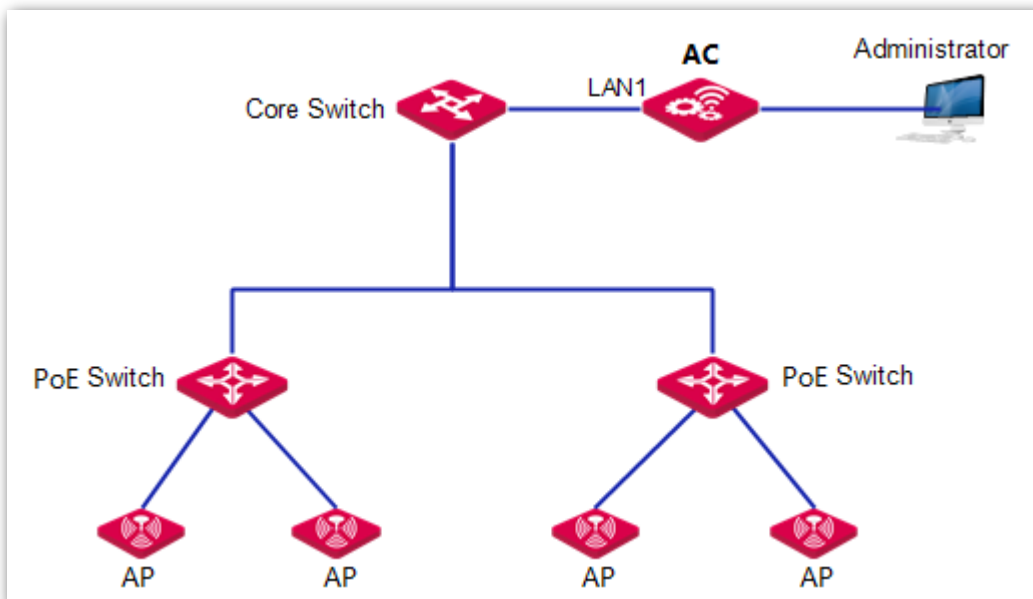 Administrator
AC
LAN1
Core Switch
PoE Switch
PoE Switch
AP
AP
AP
AP